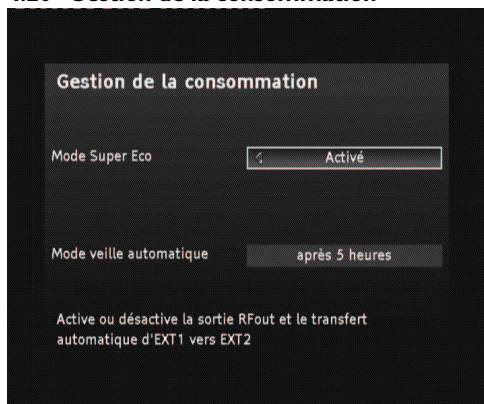 Gestion de la consommation
Mode Super Eco
Activé
Mode veille automatique
après 5 heures
Active ou désactive la sortie RFout et le transfert
automatique d'EXT1 vers EXT2